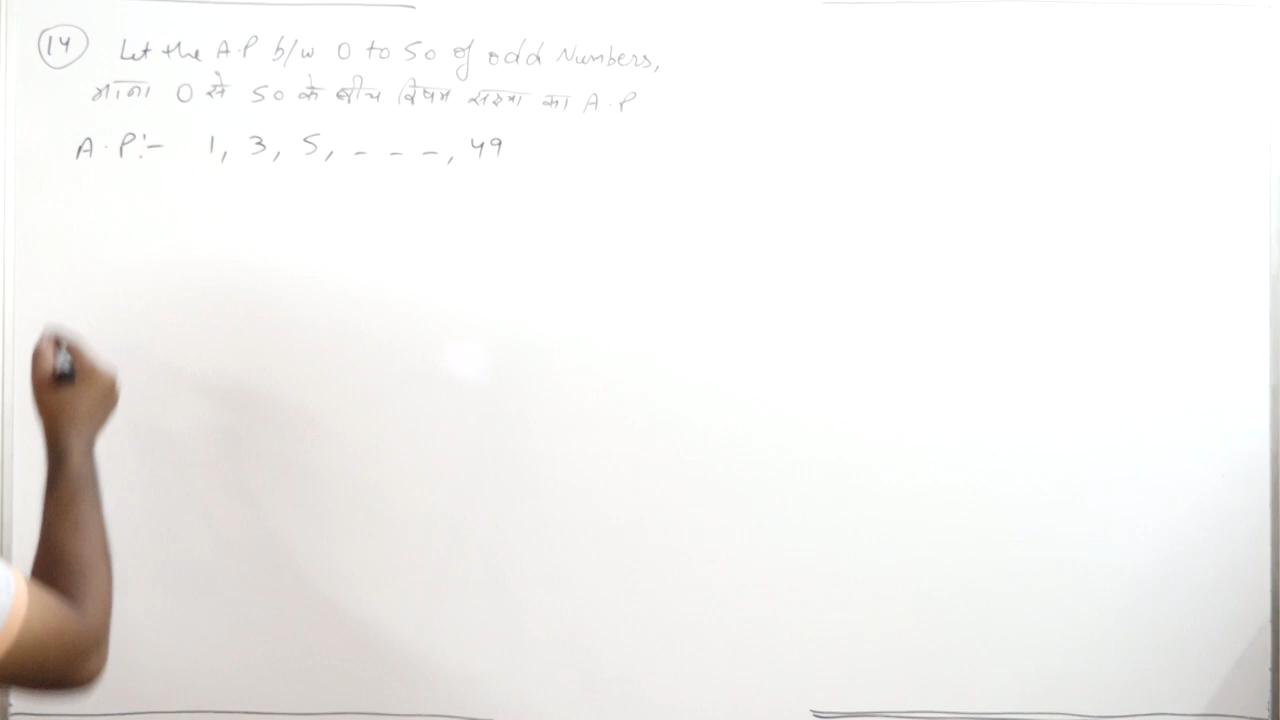 14 Let the A.P b/w 0 to 50 of odd Numbers,
माना 0 से 50 के बीच विषम संख्या का A.P
A.P:- 1, 3, 5, - - -, 49